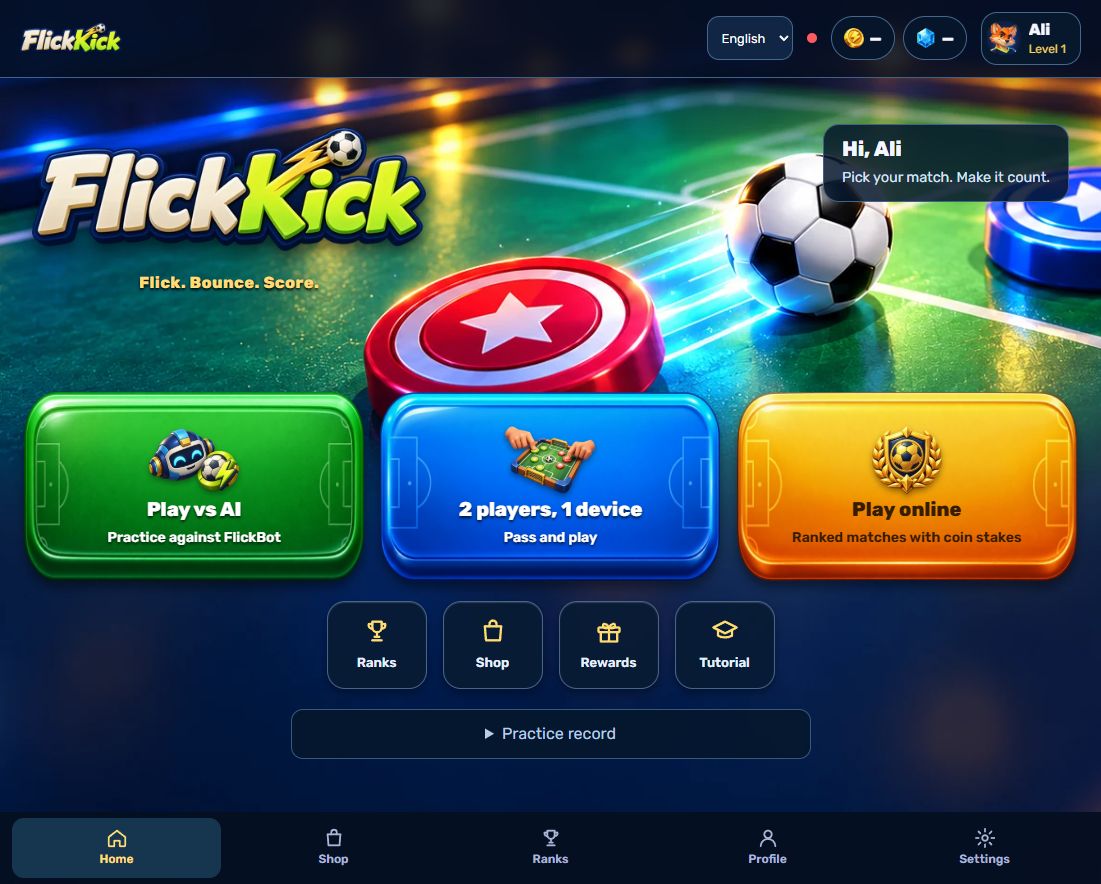 FlickKick
English
–
–
Ali
Level 1
FlickKick
Hi, Ali
Pick your match. Make it count.
Flick. Bounce. Score.
Play vs AI
Practice against FlickBot
2 players, 1 device
Pass and play
Play online
Ranked matches with coin stakes
Ranks
Shop
Rewards
Tutorial
Practice record
Home
Shop
Ranks
Profile
Settings